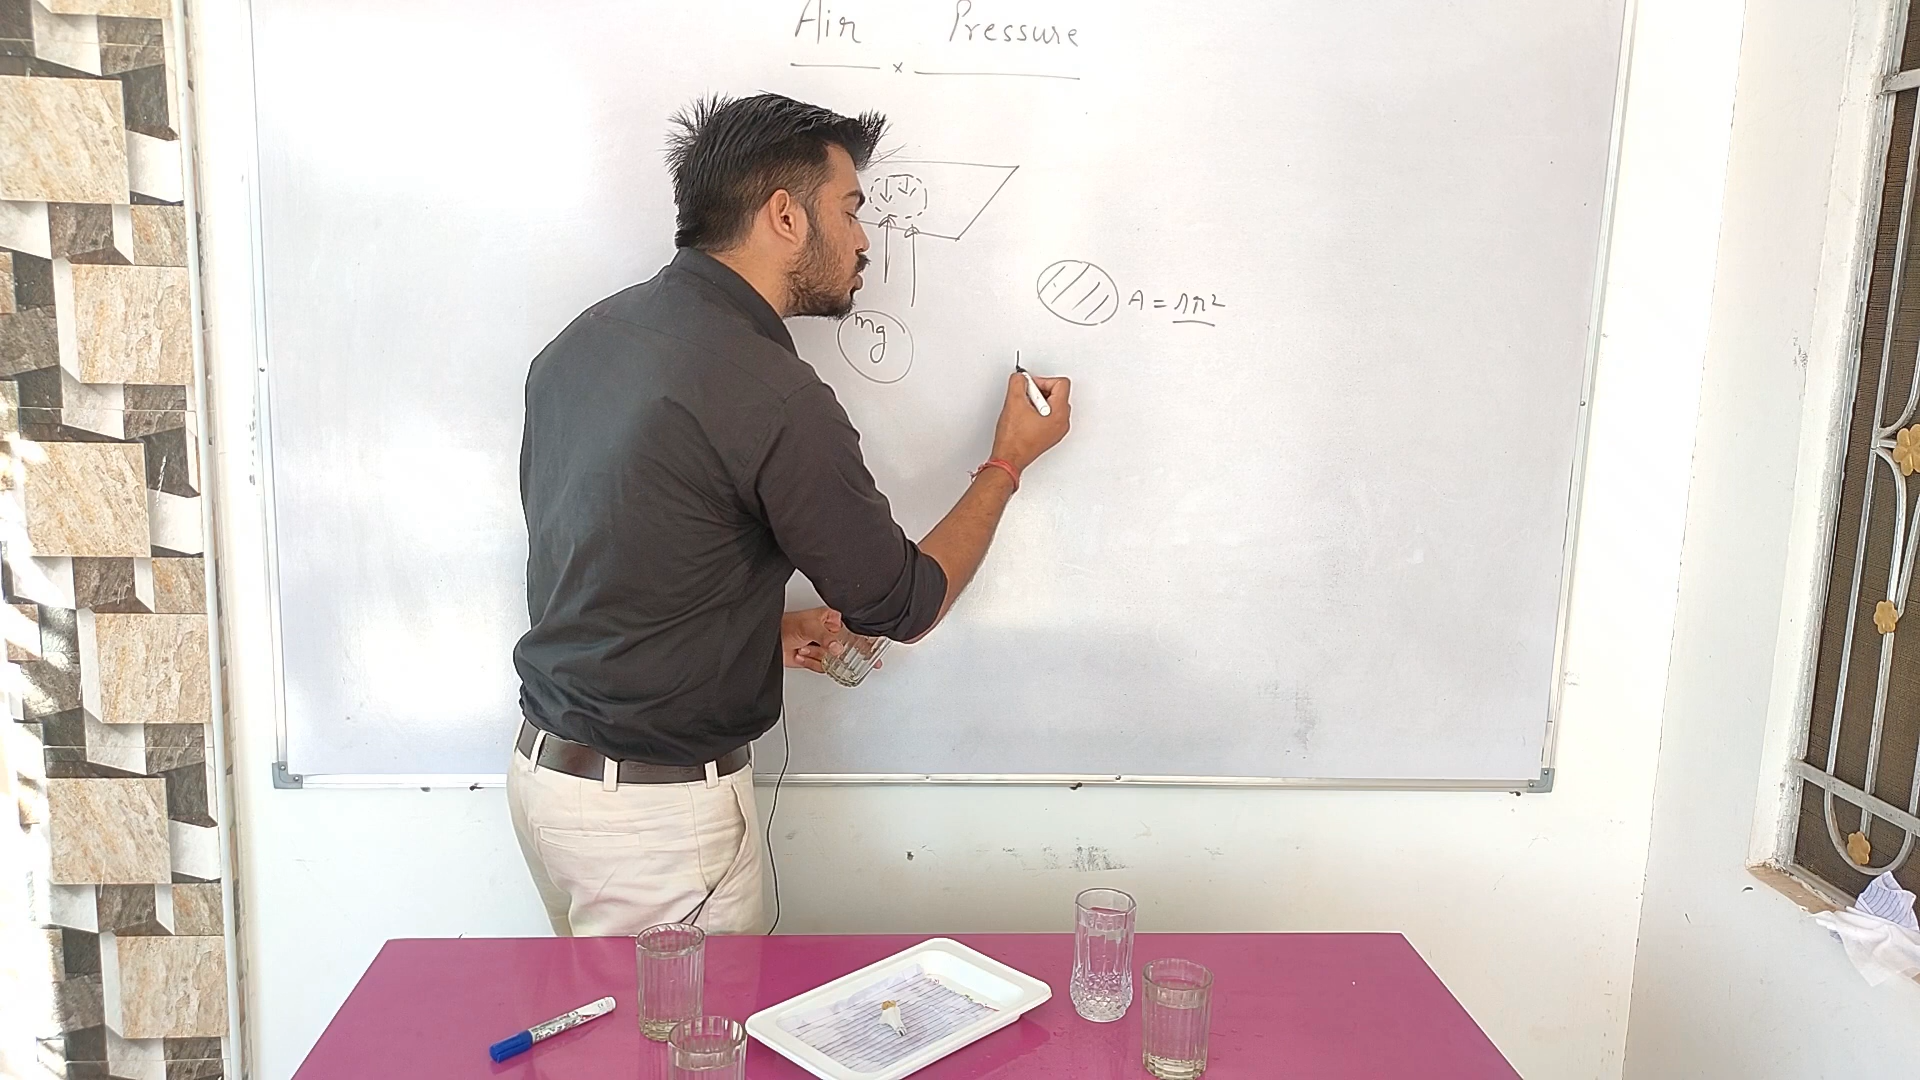 Air Pressure
A = πr²
mg